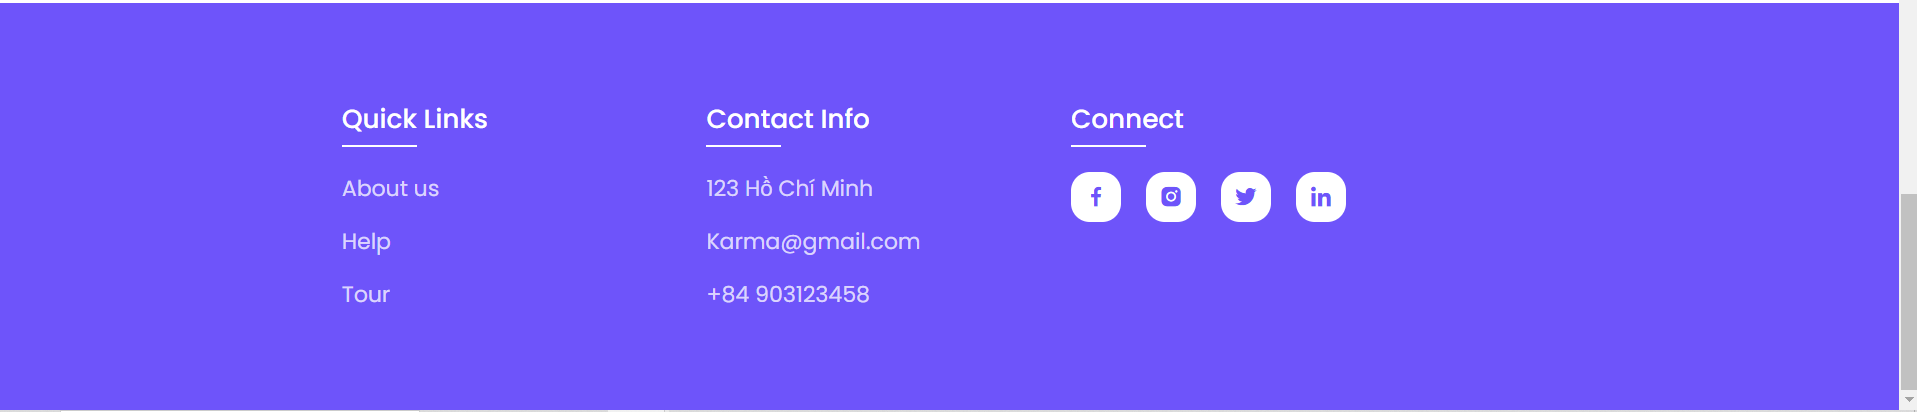 Quick Links
About us
Help
Tour
Contact Info
123 Hồ Chí Minh
Karma@gmail.com
+84 903123458
Connect